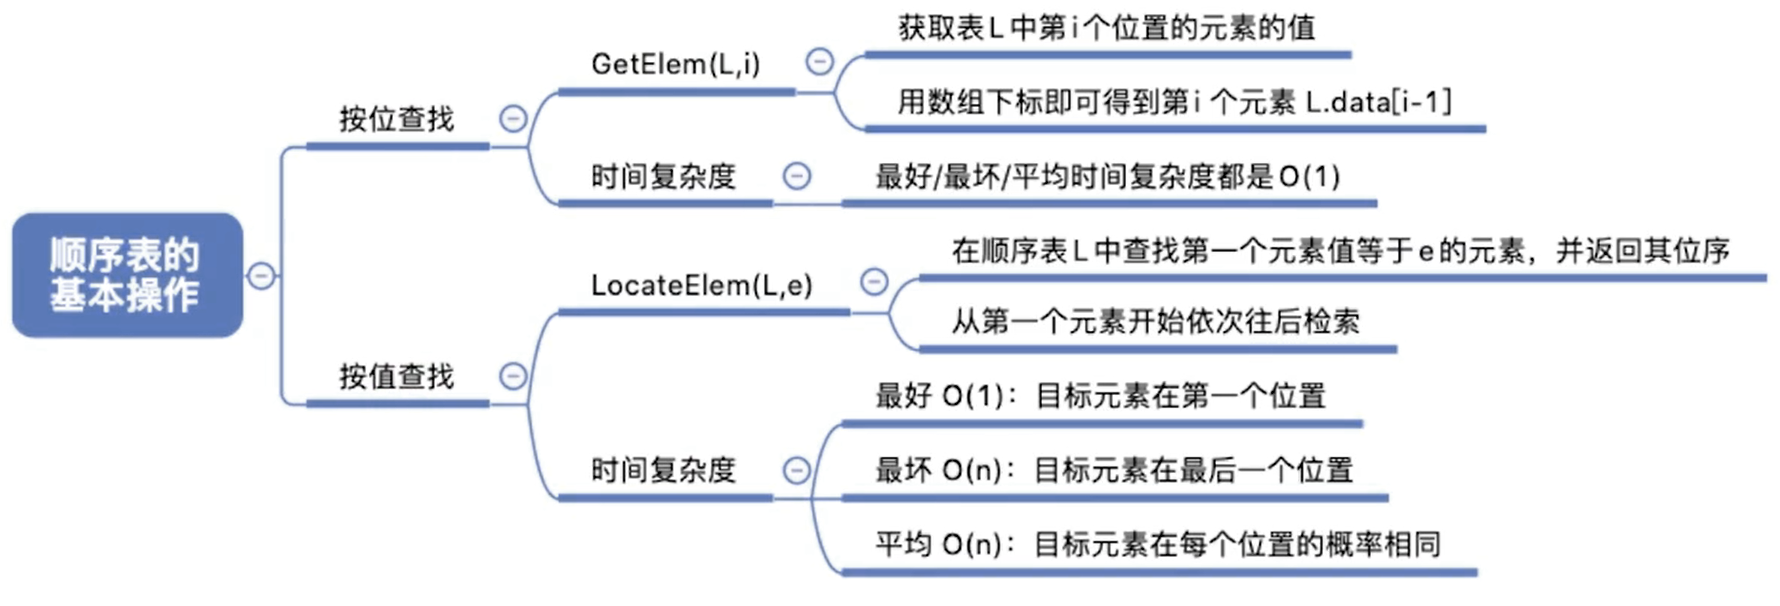 顺序表的
基本操作
按位查找
GetElem(L,i)
获取表L中第i个位置的元素的值
用数组下标即可得到第i个元素 L.data[i-1]
时间复杂度
最好/最坏/平均时间复杂度都是O(1)
按值查找
LocateElem(L,e)
在顺序表L中查找第一个元素值等于e的元素，并返回其位序
从第一个元素开始依次往后检索
时间复杂度
最好 O(1)：目标元素在第一个位置
最坏 O(n)：目标元素在最后一个位置
平均 O(n)：目标元素在每个位置的概率相同